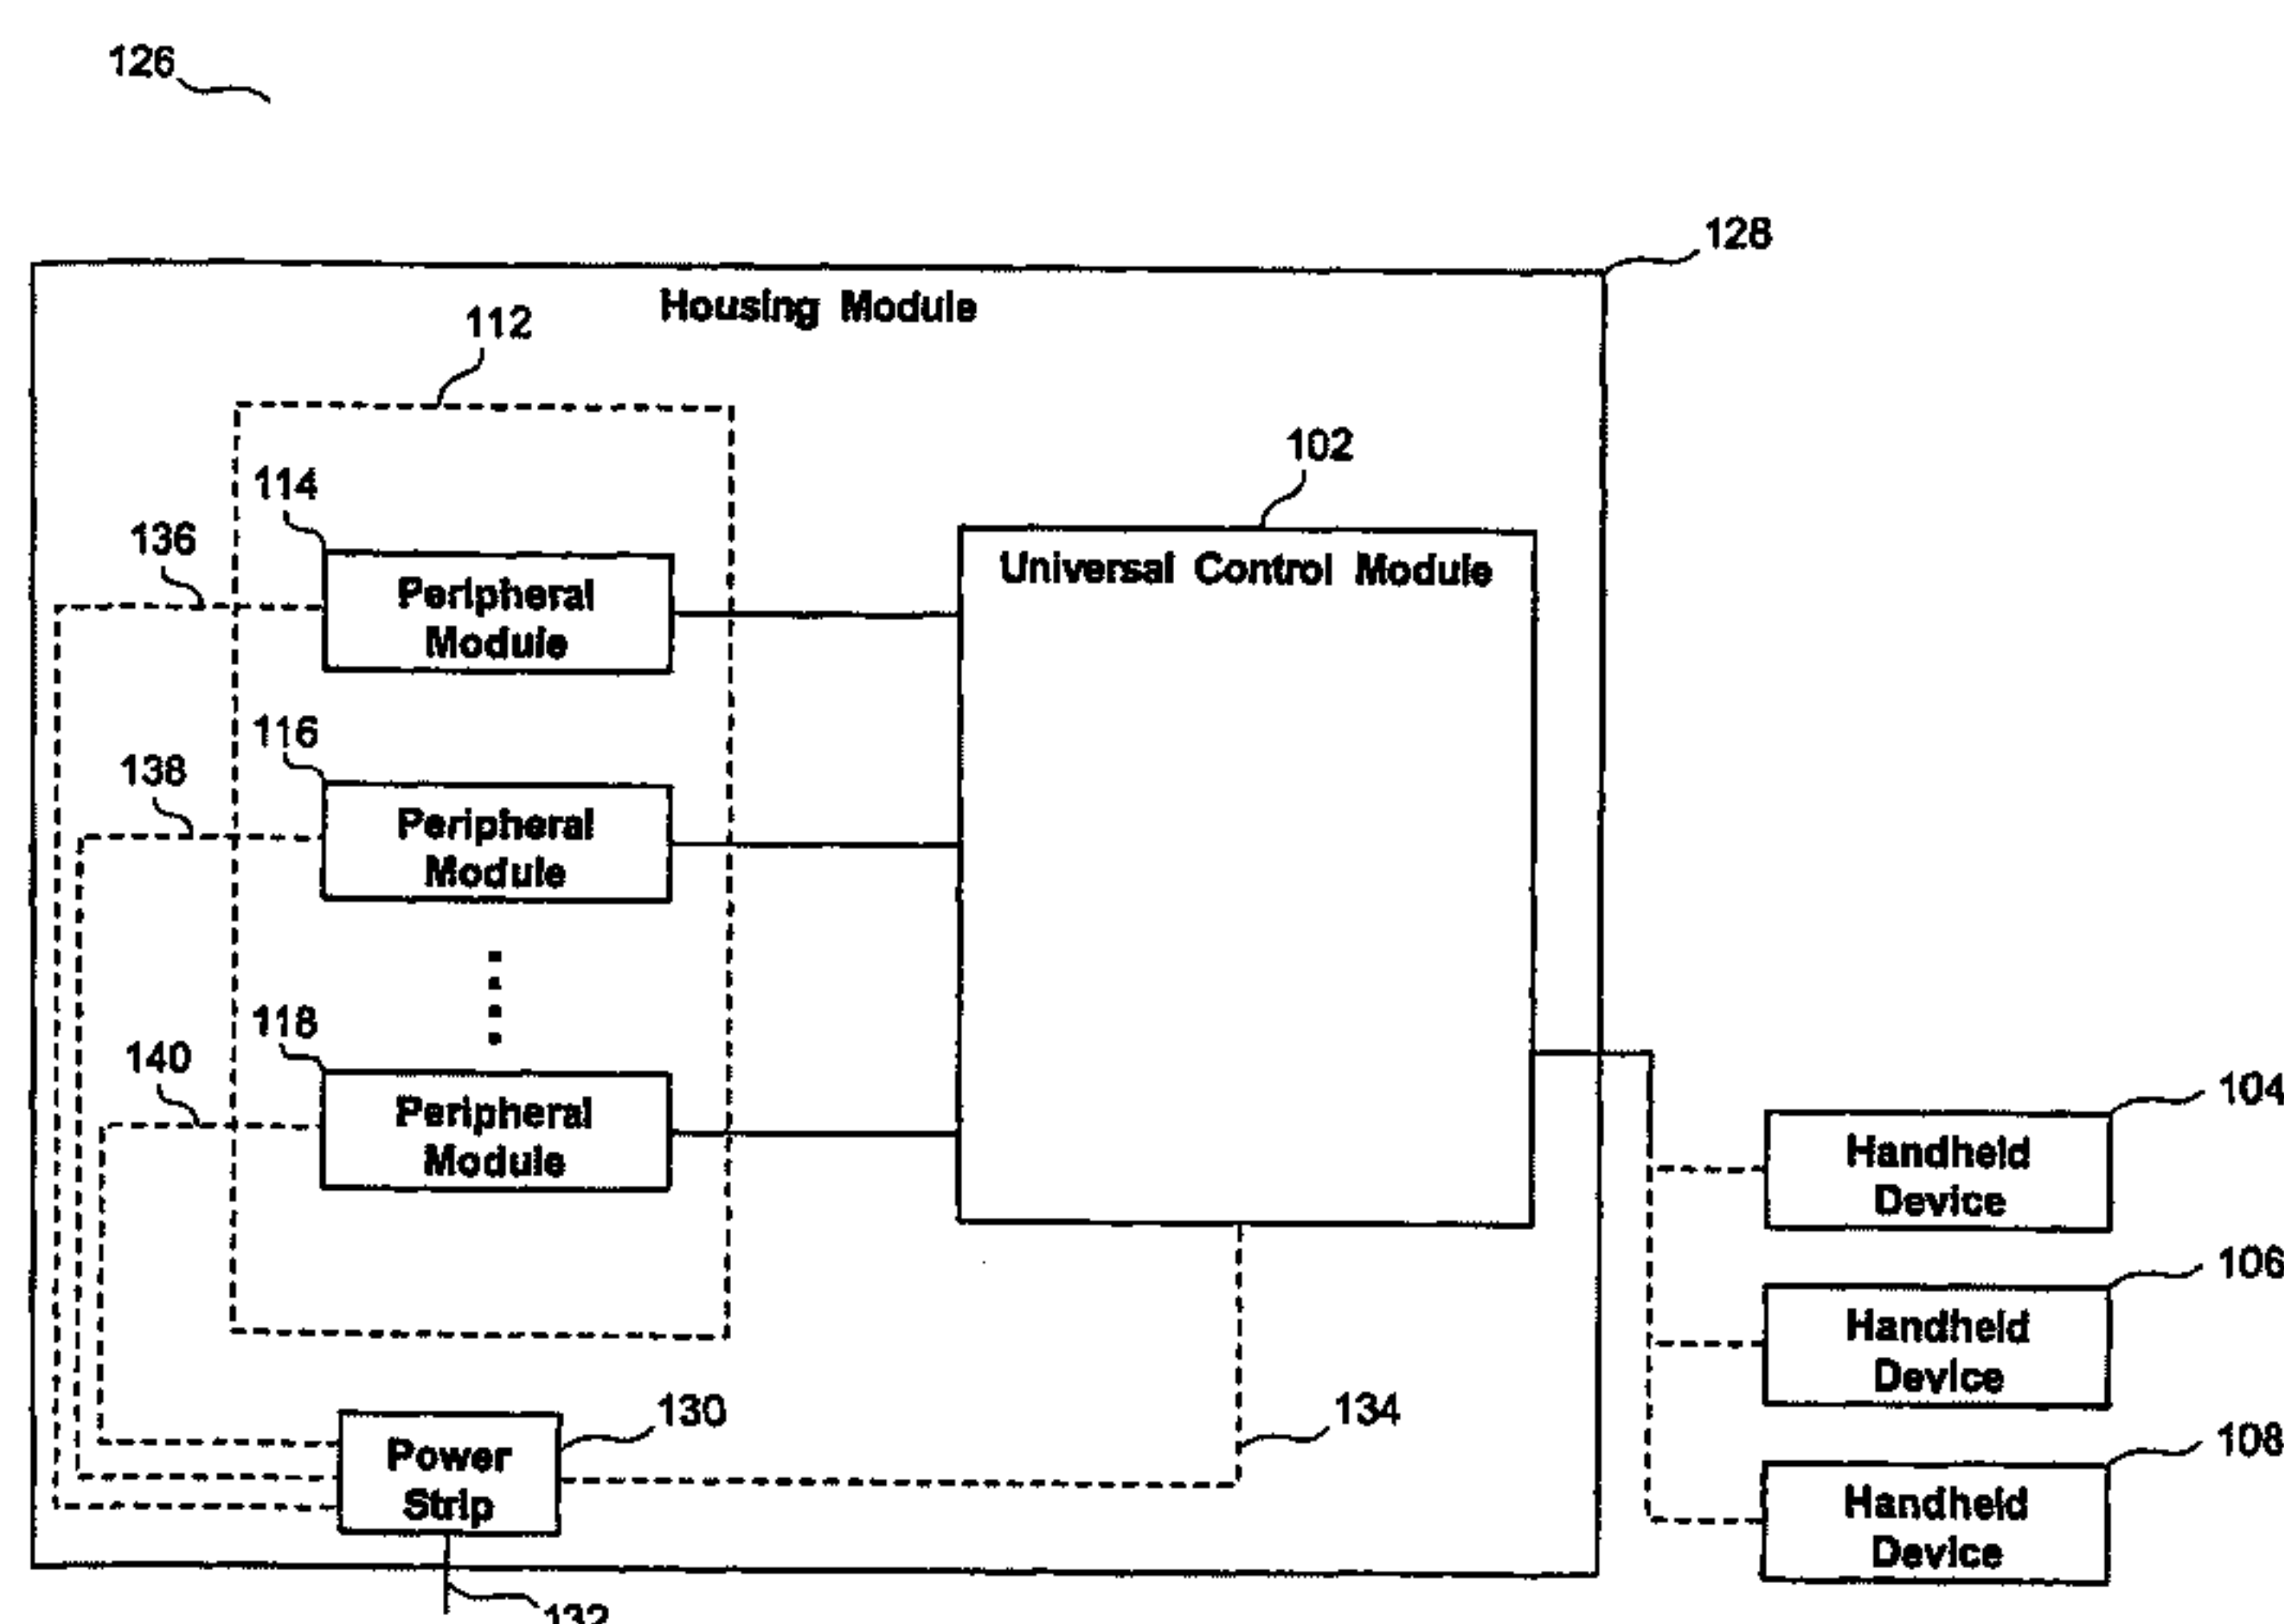 126
128
Housing Module
112
102
114
136
Peripheral
Module
Universal Control Module
116
138
Peripheral
Module
118
140
Peripheral
Module
104
Handheld
Device
106
Handheld
Device
130
134
Power
Strip
108
Handheld
Device
132